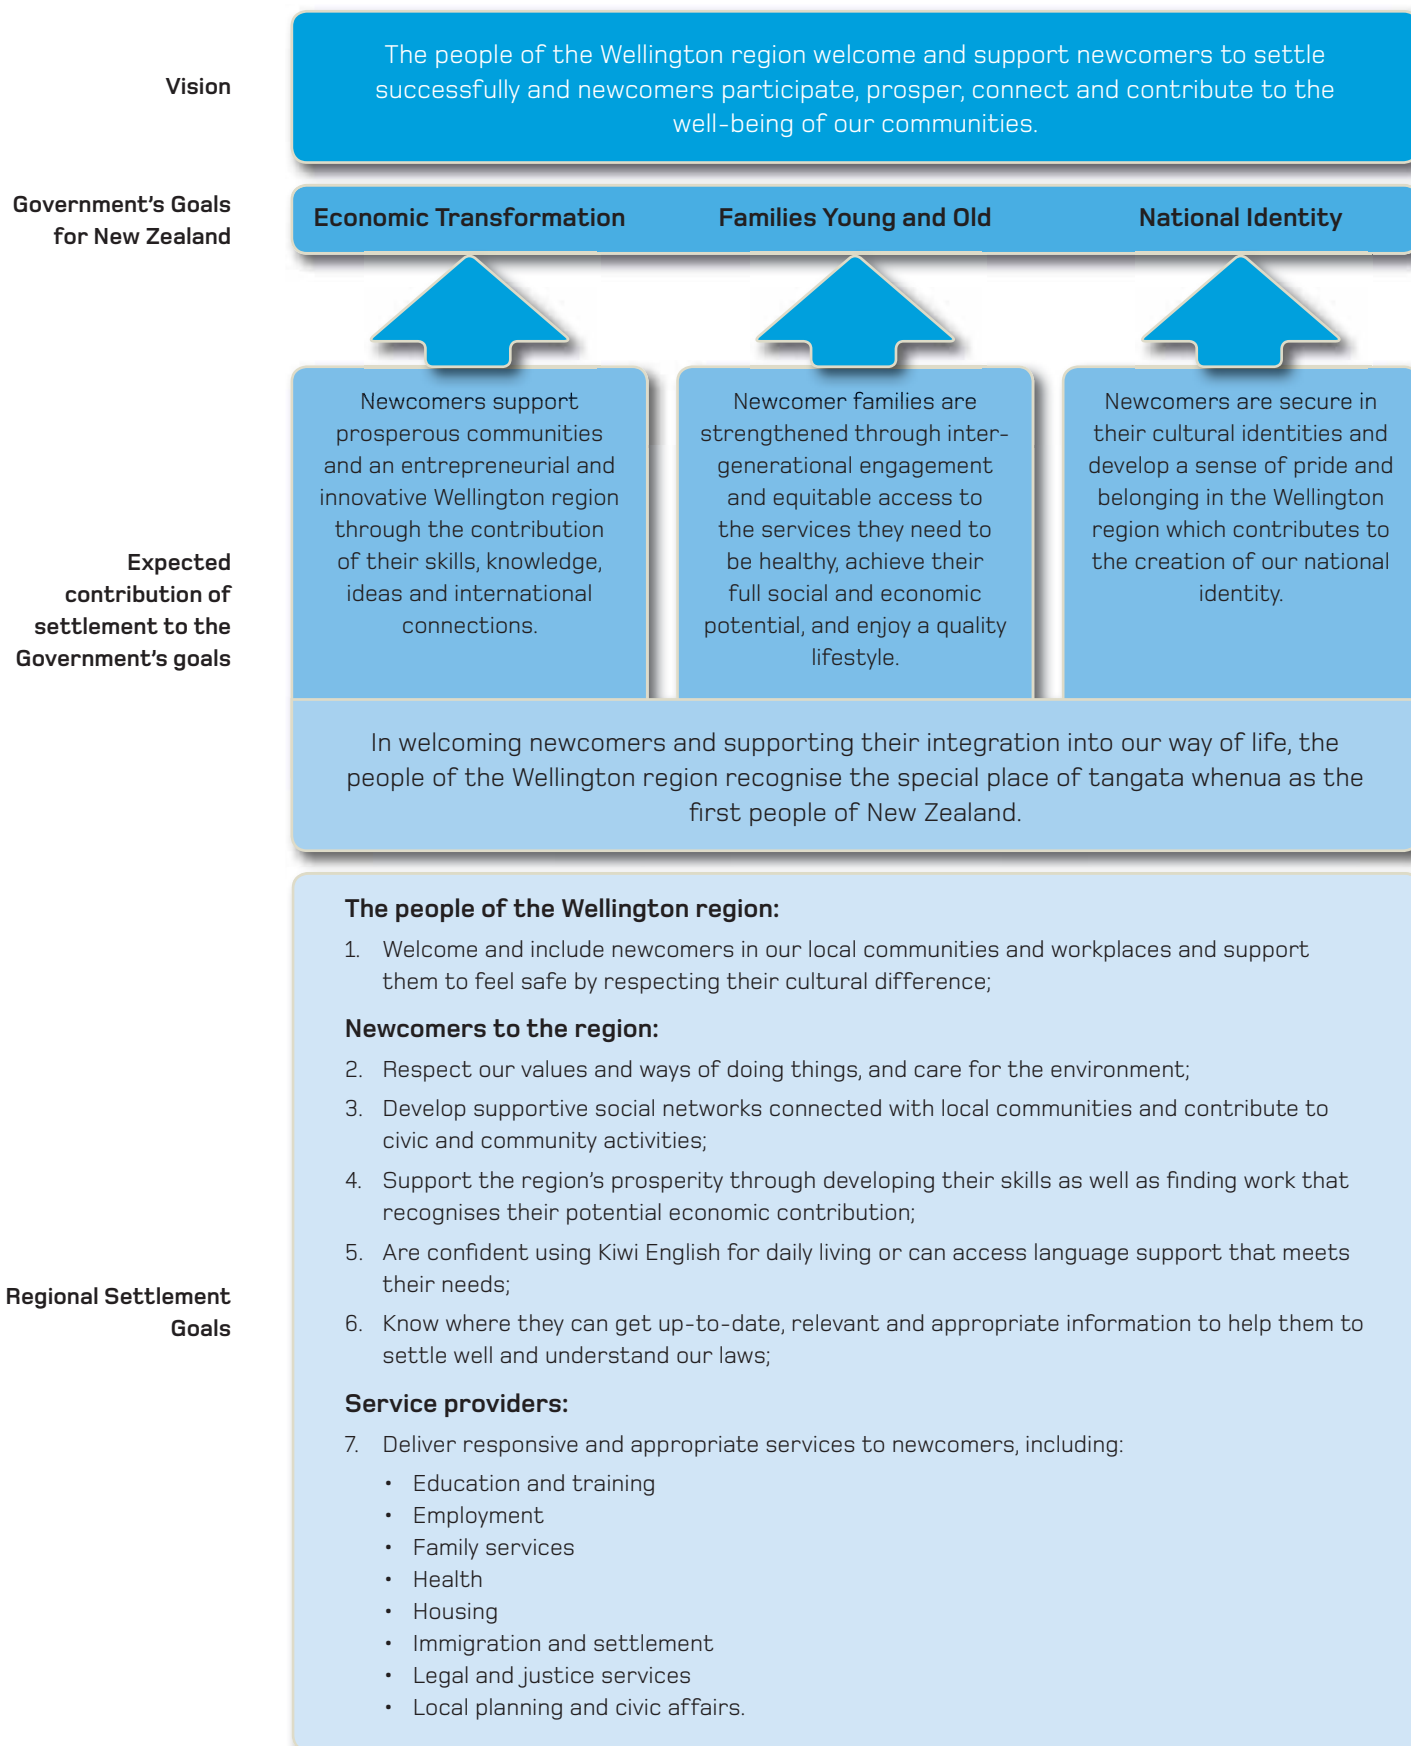 Vision
The people of the Wellington region welcome and support newcomers to settle
successfully and newcomers participate, prosper, connect and contribute to the
well-being of our communities.
Government's Goals
for New Zealand
Economic Transformation
Families Young and Old
National Identity
Expected
contribution of
settlement to the
Government's goals
Newcomers support
prosperous communities
and an entrepreneurial and
innovative Wellington region
through the contribution
of their skills, knowledge,
ideas and international
connections.
Newcomer families are
strengthened through inter-
generational engagement
and equitable access to
the services they need to
be healthy, achieve their
full social and economic
potential, and enjoy a quality
lifestyle.
Newcomers are secure in
their cultural identities and
develop a sense of pride and
belonging in the Wellington
region which contributes to
the creation of our national
identity.
In welcoming newcomers and supporting their integration into our way of life, the
people of the Wellington region recognise the special place of tangata whenua as the
first people of New Zealand.
Regional Settlement
Goals
The people of the Wellington region:
1. Welcome and include newcomers in our local communities and workplaces and support
them to feel safe by respecting their cultural difference;
Newcomers to the region:
2. Respect our values and ways of doing things, and care for the environment;
3. Develop supportive social networks connected with local communities and contribute to
civic and community activities;
4. Support the region's prosperity through developing their skills as well as finding work that
recognises their potential economic contribution;
5. Are confident using Kiwi English for daily living or can access language support that meets
their needs;
6. Know where they can get up-to-date, relevant and appropriate information to help them to
settle well and understand our laws;
Service providers:
7. Deliver responsive and appropriate services to newcomers, including:
• Education and training
• Employment
• Family services
• Health
• Housing
• Immigration and settlement
• Legal and justice services
• Local planning and civic affairs.